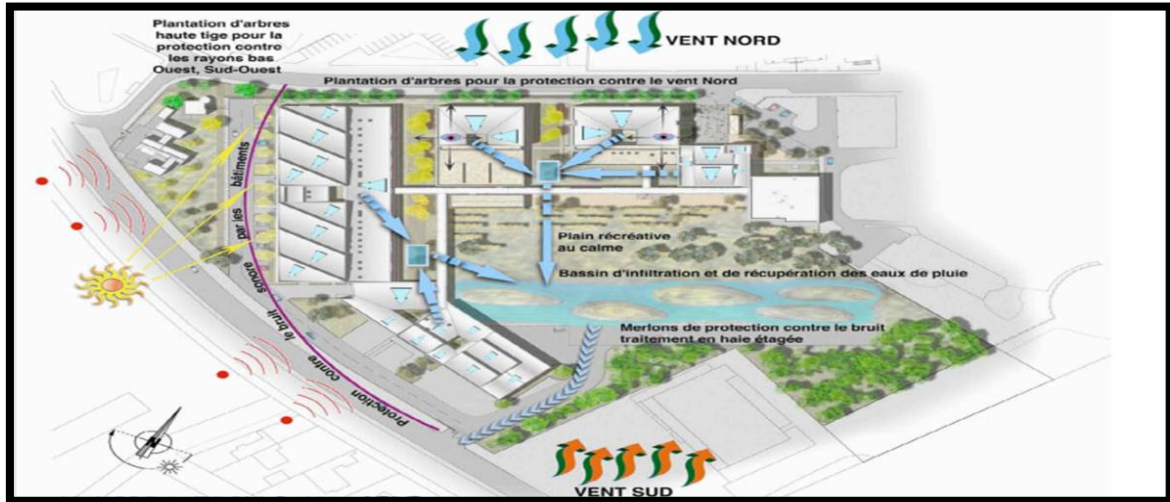 Plantation d'arbres
haute tige pour la
protection contre
les rayons bas
Ouest, Sud-Ouest
VENT NORD
Plantation d'arbres pour la protection contre le vent Nord
Protection contre le bruit sonore par les bâtiments
Plain récréative
au calme
Bassin d'infiltration et de récupération des eaux de pluie
Merlons de protection contre le bruit
traitement en haie étagée
N
VENT SUD